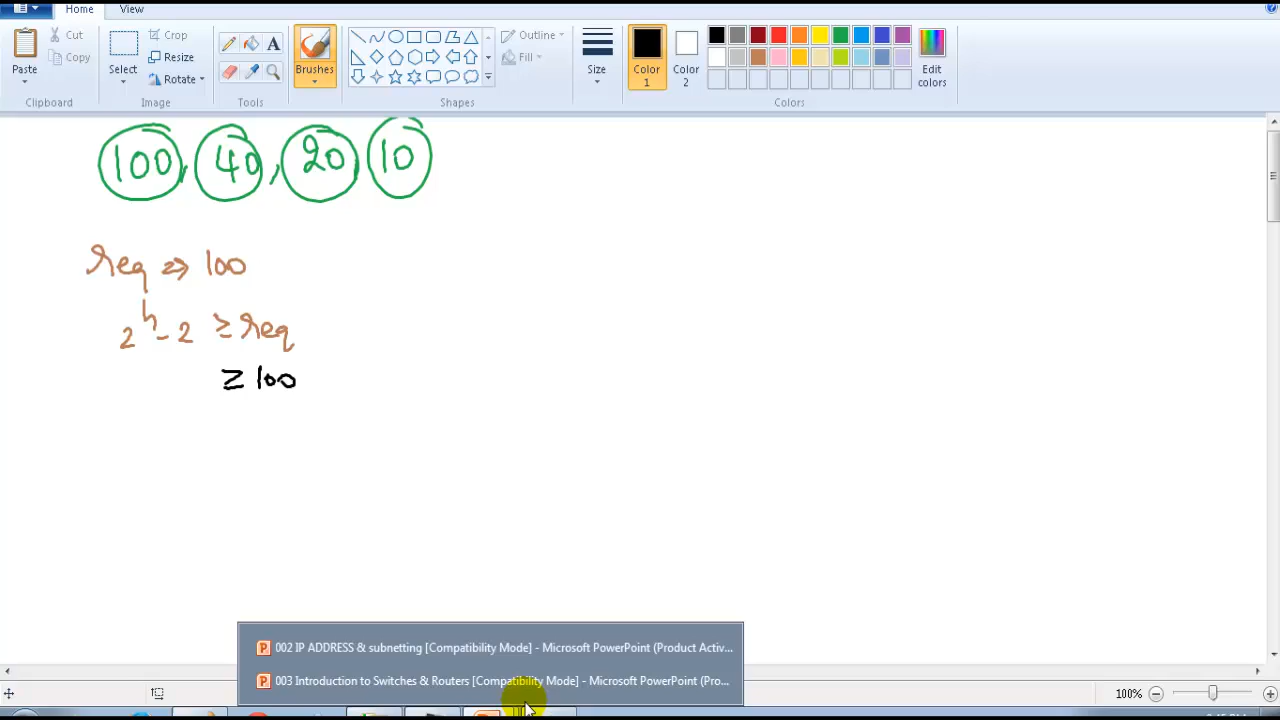 Home View
Cut
Copy
Paste
Clipboard
Select
Crop
Resize
Rotate
Image
Tools
Brushes
Outline
Fill
Shapes
Size
Color 1
Color 2
Edit colors
Colors
100, 40, 20 10
Req => 100
2^h - 2 ≥ Req
≥ 100
002 IP ADDRESS & subnetting [Compatibility Mode] - Microsoft PowerPoint (Product Activ...
003 Introduction to Switches & Routers [Compatibility Mode] - Microsoft PowerPoint (Pro...
100%